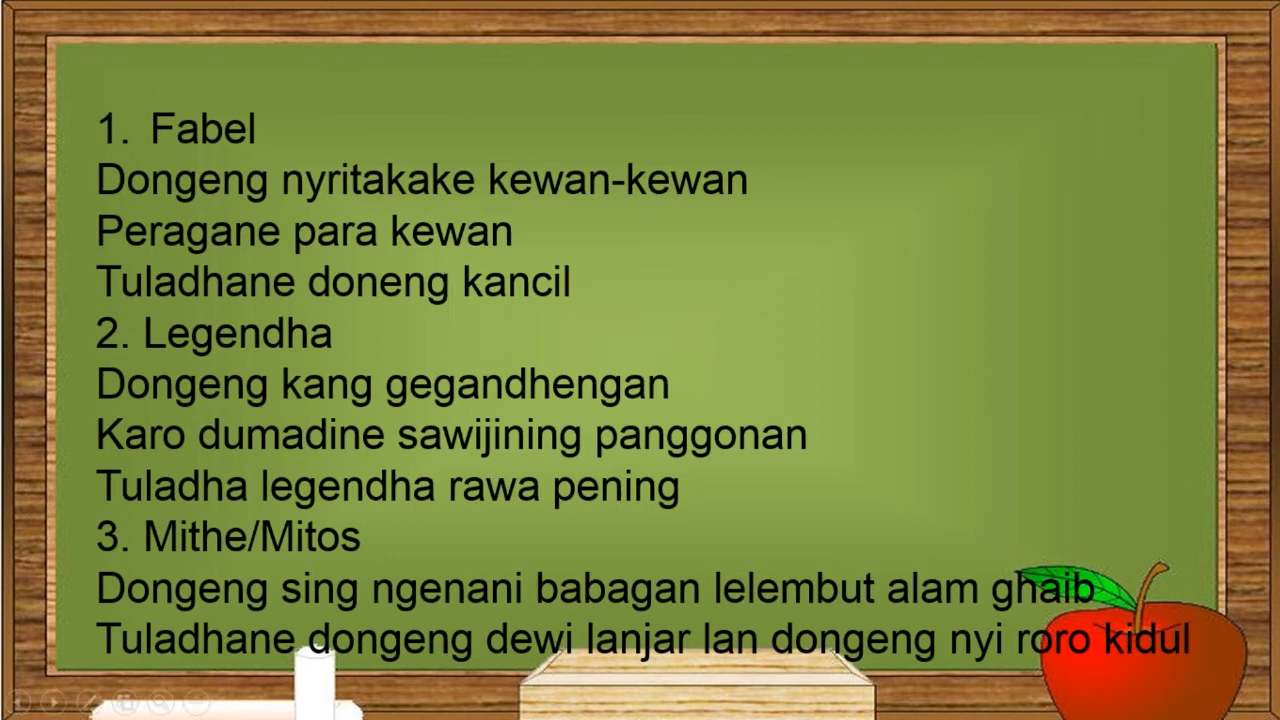 1. Fabel
Dongeng nyritakake kewan-kewan
Peragane para kewan
Tuladhane doneng kancil
2. Legendha
Dongeng kang gegandhengan
Karo dumadine sawijining panggonan
Tuladha legendha rawa pening
3. Mithe/Mitos
Dongeng sing ngenani babagan lelembut alam ghaib
Tuladhane dongeng dewi lanjar lan dongeng nyi roro kidul